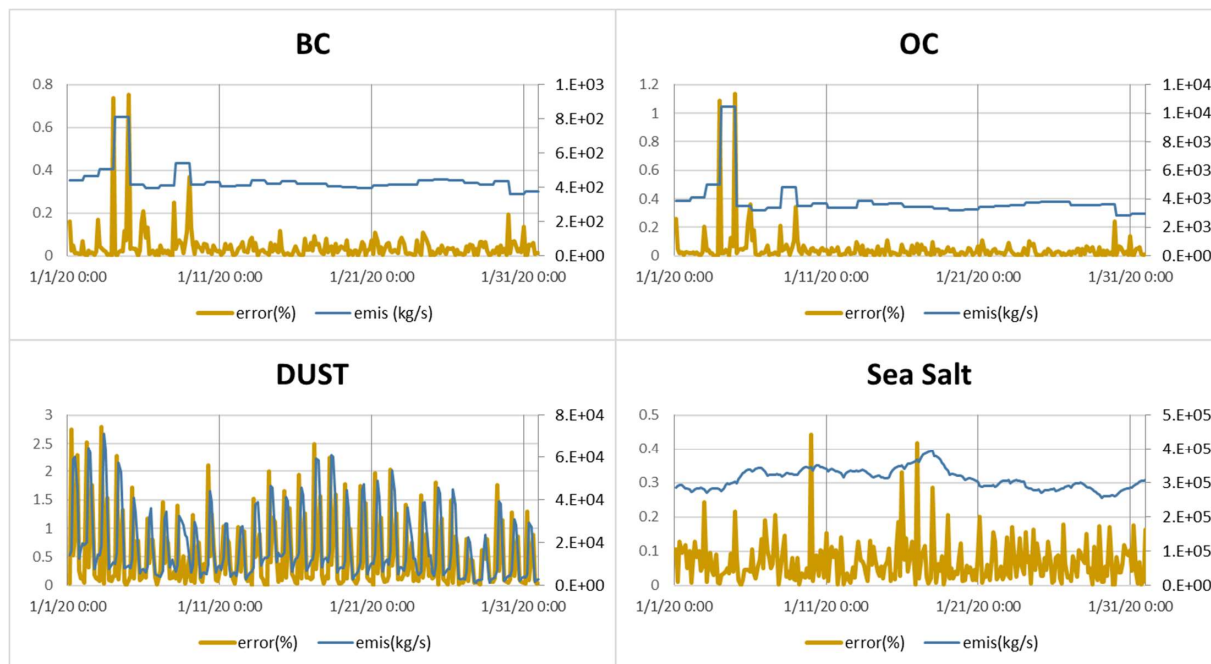 BC
0.8
0.6
0.4
0.2
0
1.E+03
8.E+02
6.E+02
4.E+02
2.E+02
0.E+00
1/1/20 0:00 1/11/20 0:00 1/21/20 0:00 1/31/20 0:00
error(%) emis (kg/s)
OC
1.2
1
0.8
0.6
0.4
0.2
0
1.E+04
1.E+04
8.E+03
6.E+03
4.E+03
2.E+03
0.E+00
1/1/20 0:00 1/11/20 0:00 1/21/20 0:00 1/31/20 0:00
error(%) emis(kg/s)
DUST
3
2.5
2
1.5
1
0.5
0
8.E+04
6.E+04
4.E+04
2.E+04
0.E+00
1/1/20 0:00 1/11/20 0:00 1/21/20 0:00 1/31/20 0:00
error(%) emis(kg/s)
Sea Salt
0.5
0.4
0.3
0.2
0.1
0
5.E+05
4.E+05
3.E+05
2.E+05
1.E+05
0.E+00
1/1/20 0:00 1/11/20 0:00 1/21/20 0:00 1/31/20 0:00
error(%) emis(kg/s)